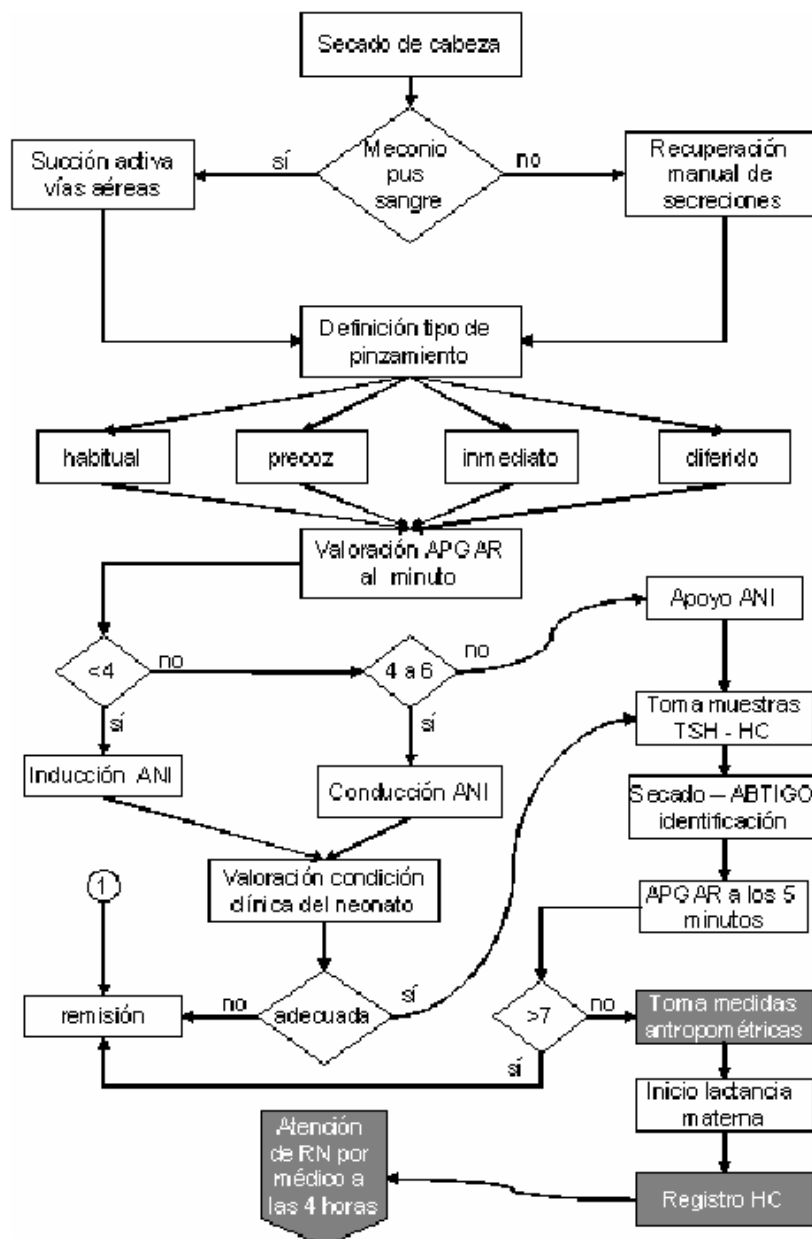 Secado de cabeza
Meconio
pus
sangre
sí
no
Succión activa
vías aéreas
Recuperación
manual de
secreciones
Definición tipo de
pinzamiento
habitual
precoz
inmediato
diferido
Valoración APGAR
al minuto
Apoyo ANI
<4
no
4 a 6
no
sí
sí
Toma muestras
TSH - HC
Inducción ANI
Conducción ANI
Secado – ABTIGO
identificación
Valoración condición
clínica del neonato
APGAR a los 5
minutos
1
remisión
no
adecuada
sí
>7
no
sí
Toma medidas
antropométricas
Inicio lactancia
materna
Atención
de RN por
médico a
las 4 horas
Registro HC